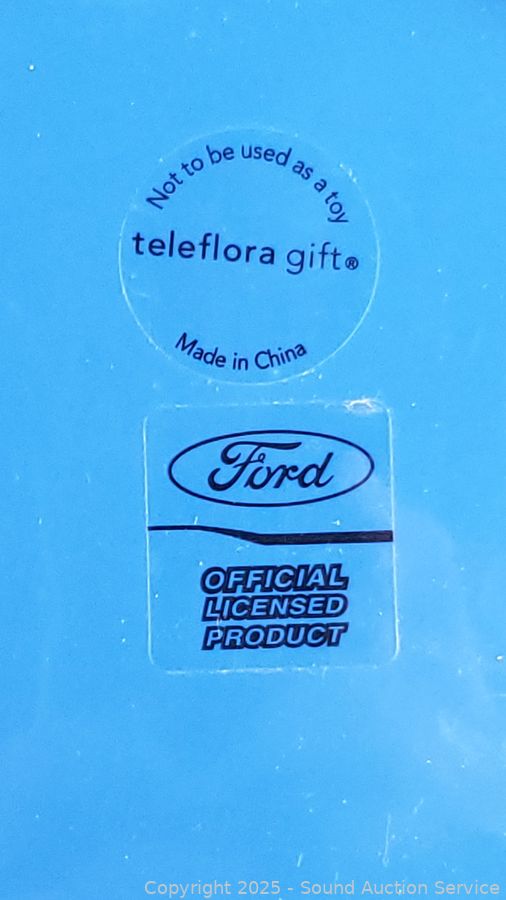 Not to be used as a toy
teleflora gift®
Made in China
Ford
OFFICIAL
LICENSED
PRODUCT
Copyright 2025 - Sound Auction Service